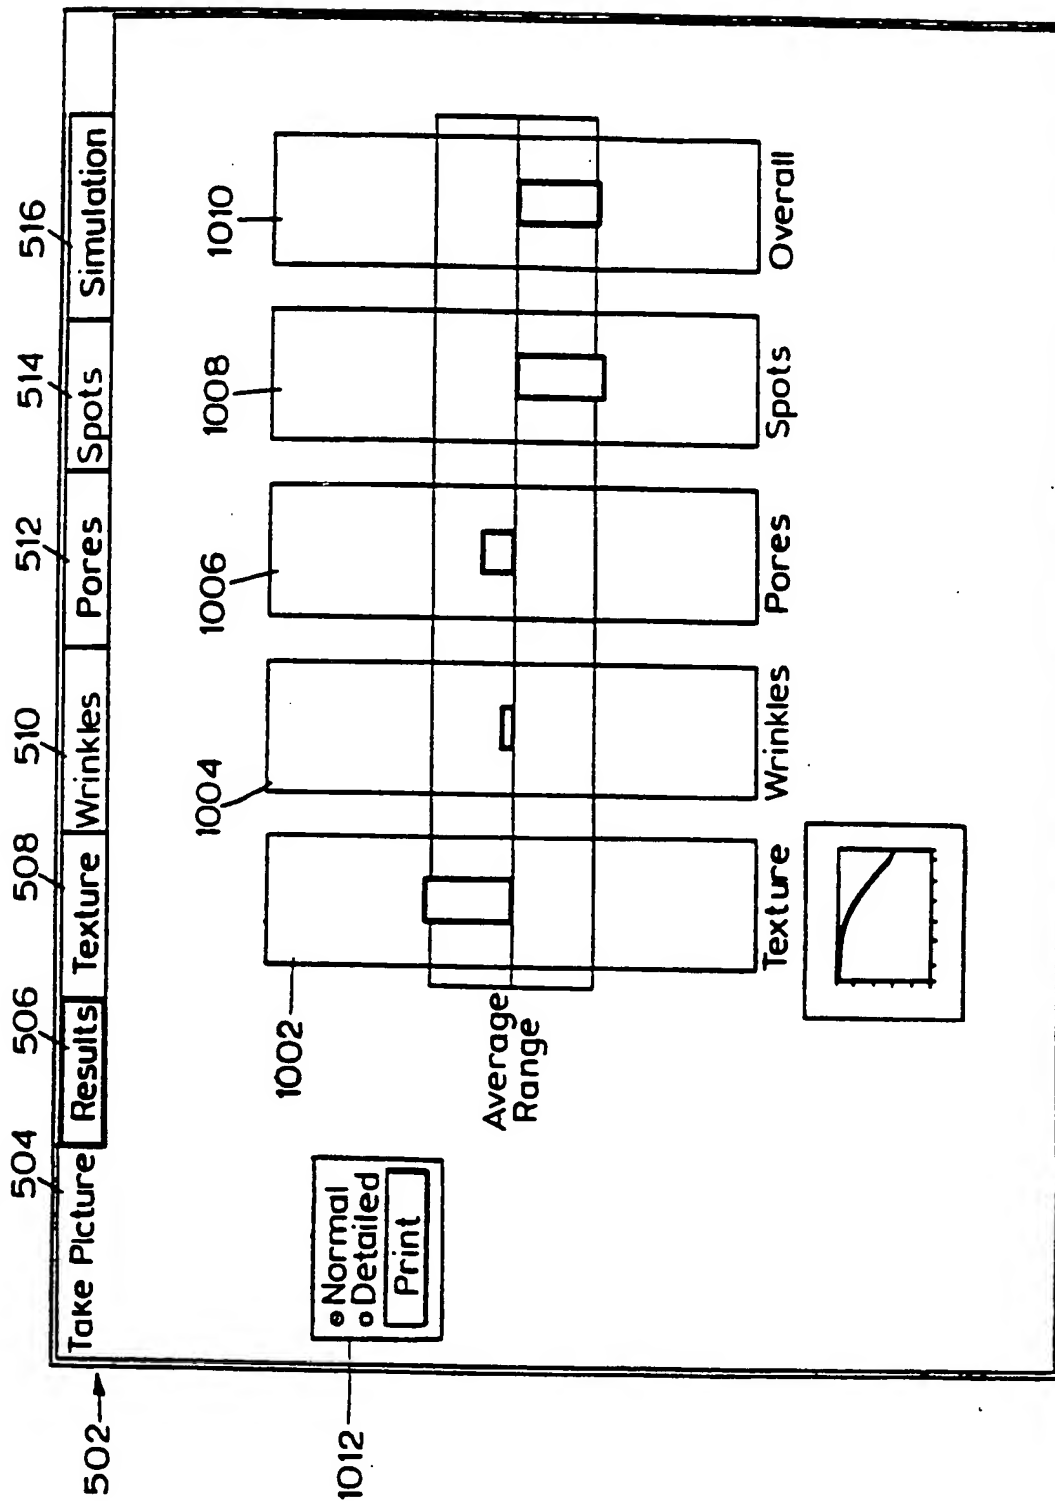 504 506 508 510 512 514 516
502
Take Picture Results Texture Wrinkles Pores Spots Simulation
1002 1004 1006 1008 1010
1012
Normal
Detailed
Print
Average
Range
Texture Wrinkles Pores Spots Overall